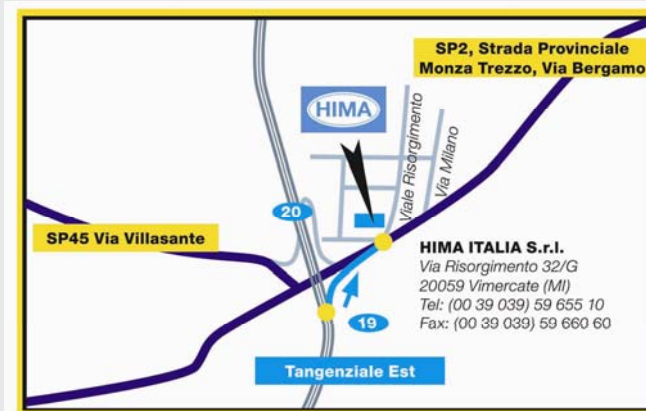 SP2, Strada Provinciale
Monza Trezzo, Via Bergamo
HIMA
Viale Risorgimento
Via Milano
20
SP45 Via Villasante
HIMA ITALIA S.r.l.
Via Risorgimento 32/G
20059 Vimercate (MI)
Tel: (00 39 039) 59 655 10
Fax: (00 39 039) 59 660 60
19
Tangenziale Est